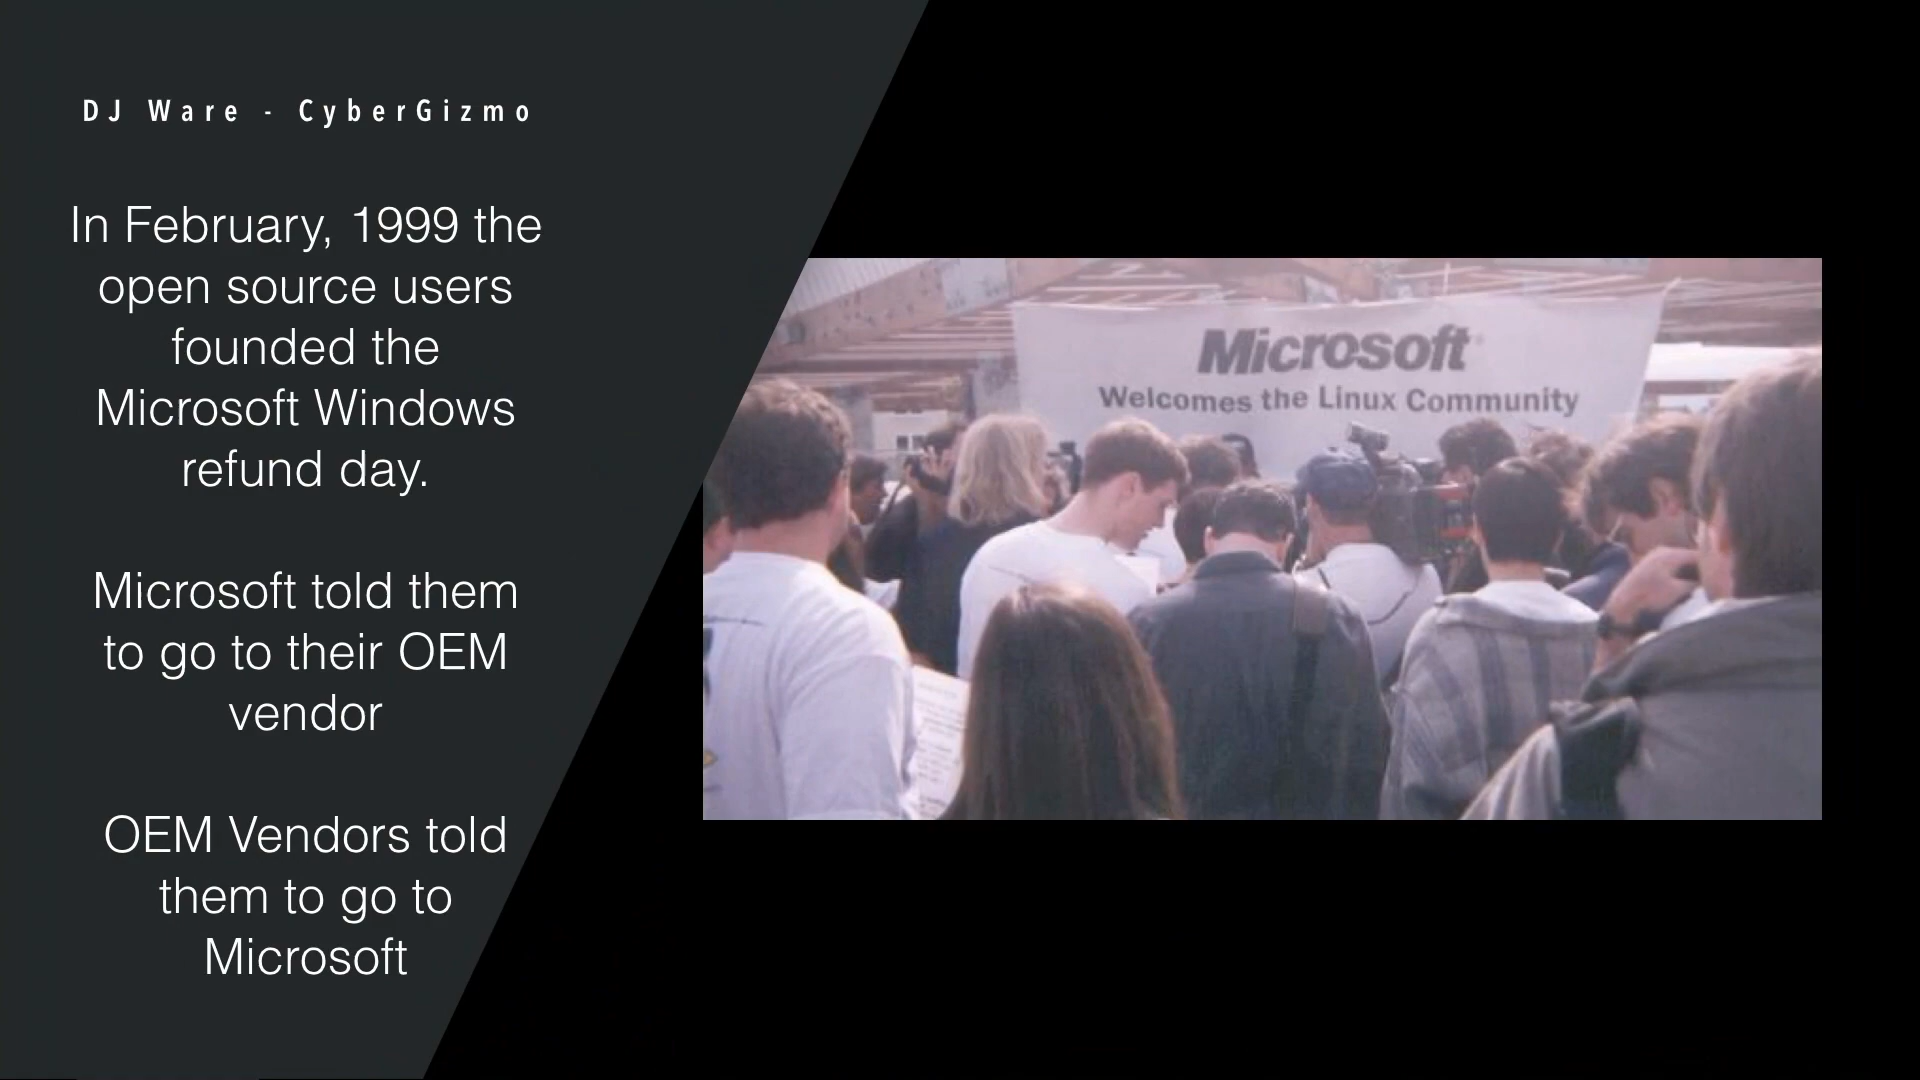 DJ Ware - CyberGizmo
In February, 1999 the
open source users
founded the
Microsoft Windows
refund day.
Microsoft told them
to go to their OEM
vendor
OEM Vendors told
them to go to
Microsoft
Microsoft
Welcomes the Linux Community